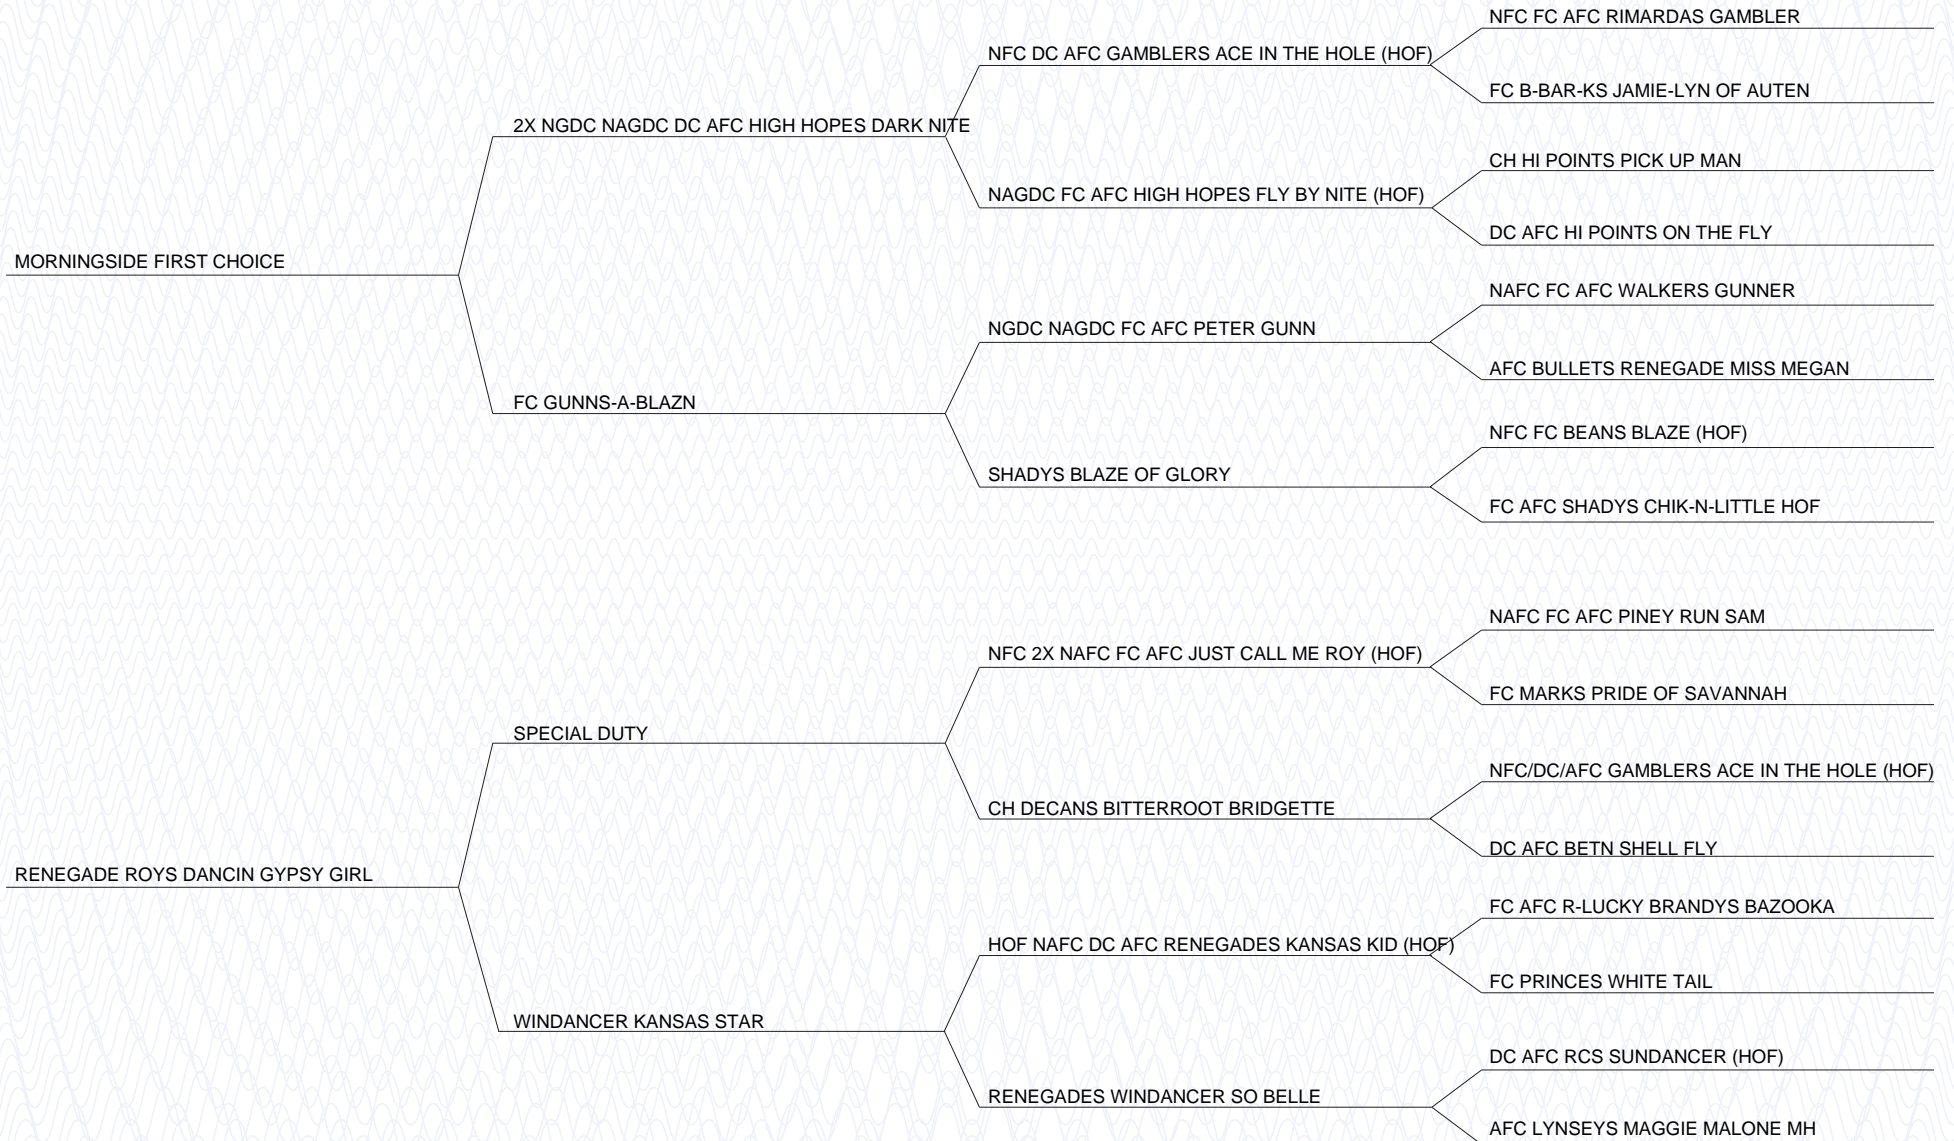 NFC FC AFC RIMARDAS GAMBLER
NFC DC AFC GAMBLERS ACE IN THE HOLE (HOF)
FC B-BAR-KS JAMIE-LYN OF AUTEN
2X NGDC NAGDC DC AFC HIGH HOPES DARK NITE
CH HI POINTS PICK UP MAN
NAGDC FC AFC HIGH HOPES FLY BY NITE (HOF)
DC AFC HI POINTS ON THE FLY
MORNINGSIDE FIRST CHOICE
NAFC FC AFC WALKERS GUNNER
NGDC NAGDC FC AFC PETER GUNN
AFC BULLETS RENEGADE MISS MEGAN
FC GUNNS-A-BLAZN
NFC FC BEANS BLAZE (HOF)
SHADYS BLAZE OF GLORY
FC AFC SHADYS CHIK-N-LITTLE HOF
NAFC FC AFC PINEY RUN SAM
NFC 2X NAFC FC AFC JUST CALL ME ROY (HOF)
FC MARKS PRIDE OF SAVANNAH
SPECIAL DUTY
NFC/DC/AFC GAMBLERS ACE IN THE HOLE (HOF)
CH DECANS BITTERROOT BRIDGETTE
DC AFC BETN SHELL FLY
RENEGADE ROYS DANCIN GYPSY GIRL
FC AFC R-LUCKY BRANDYS BAZOOKA
HOF NAFC DC AFC RENEGADES KANSAS KID (HOF)
FC PRINCES WHITE TAIL
WINDANCER KANSAS STAR
DC AFC RCS SUNDANCER (HOF)
RENEGADES WINDANCER SO BELLE
AFC LYNSEYS MAGGIE MALONE MH